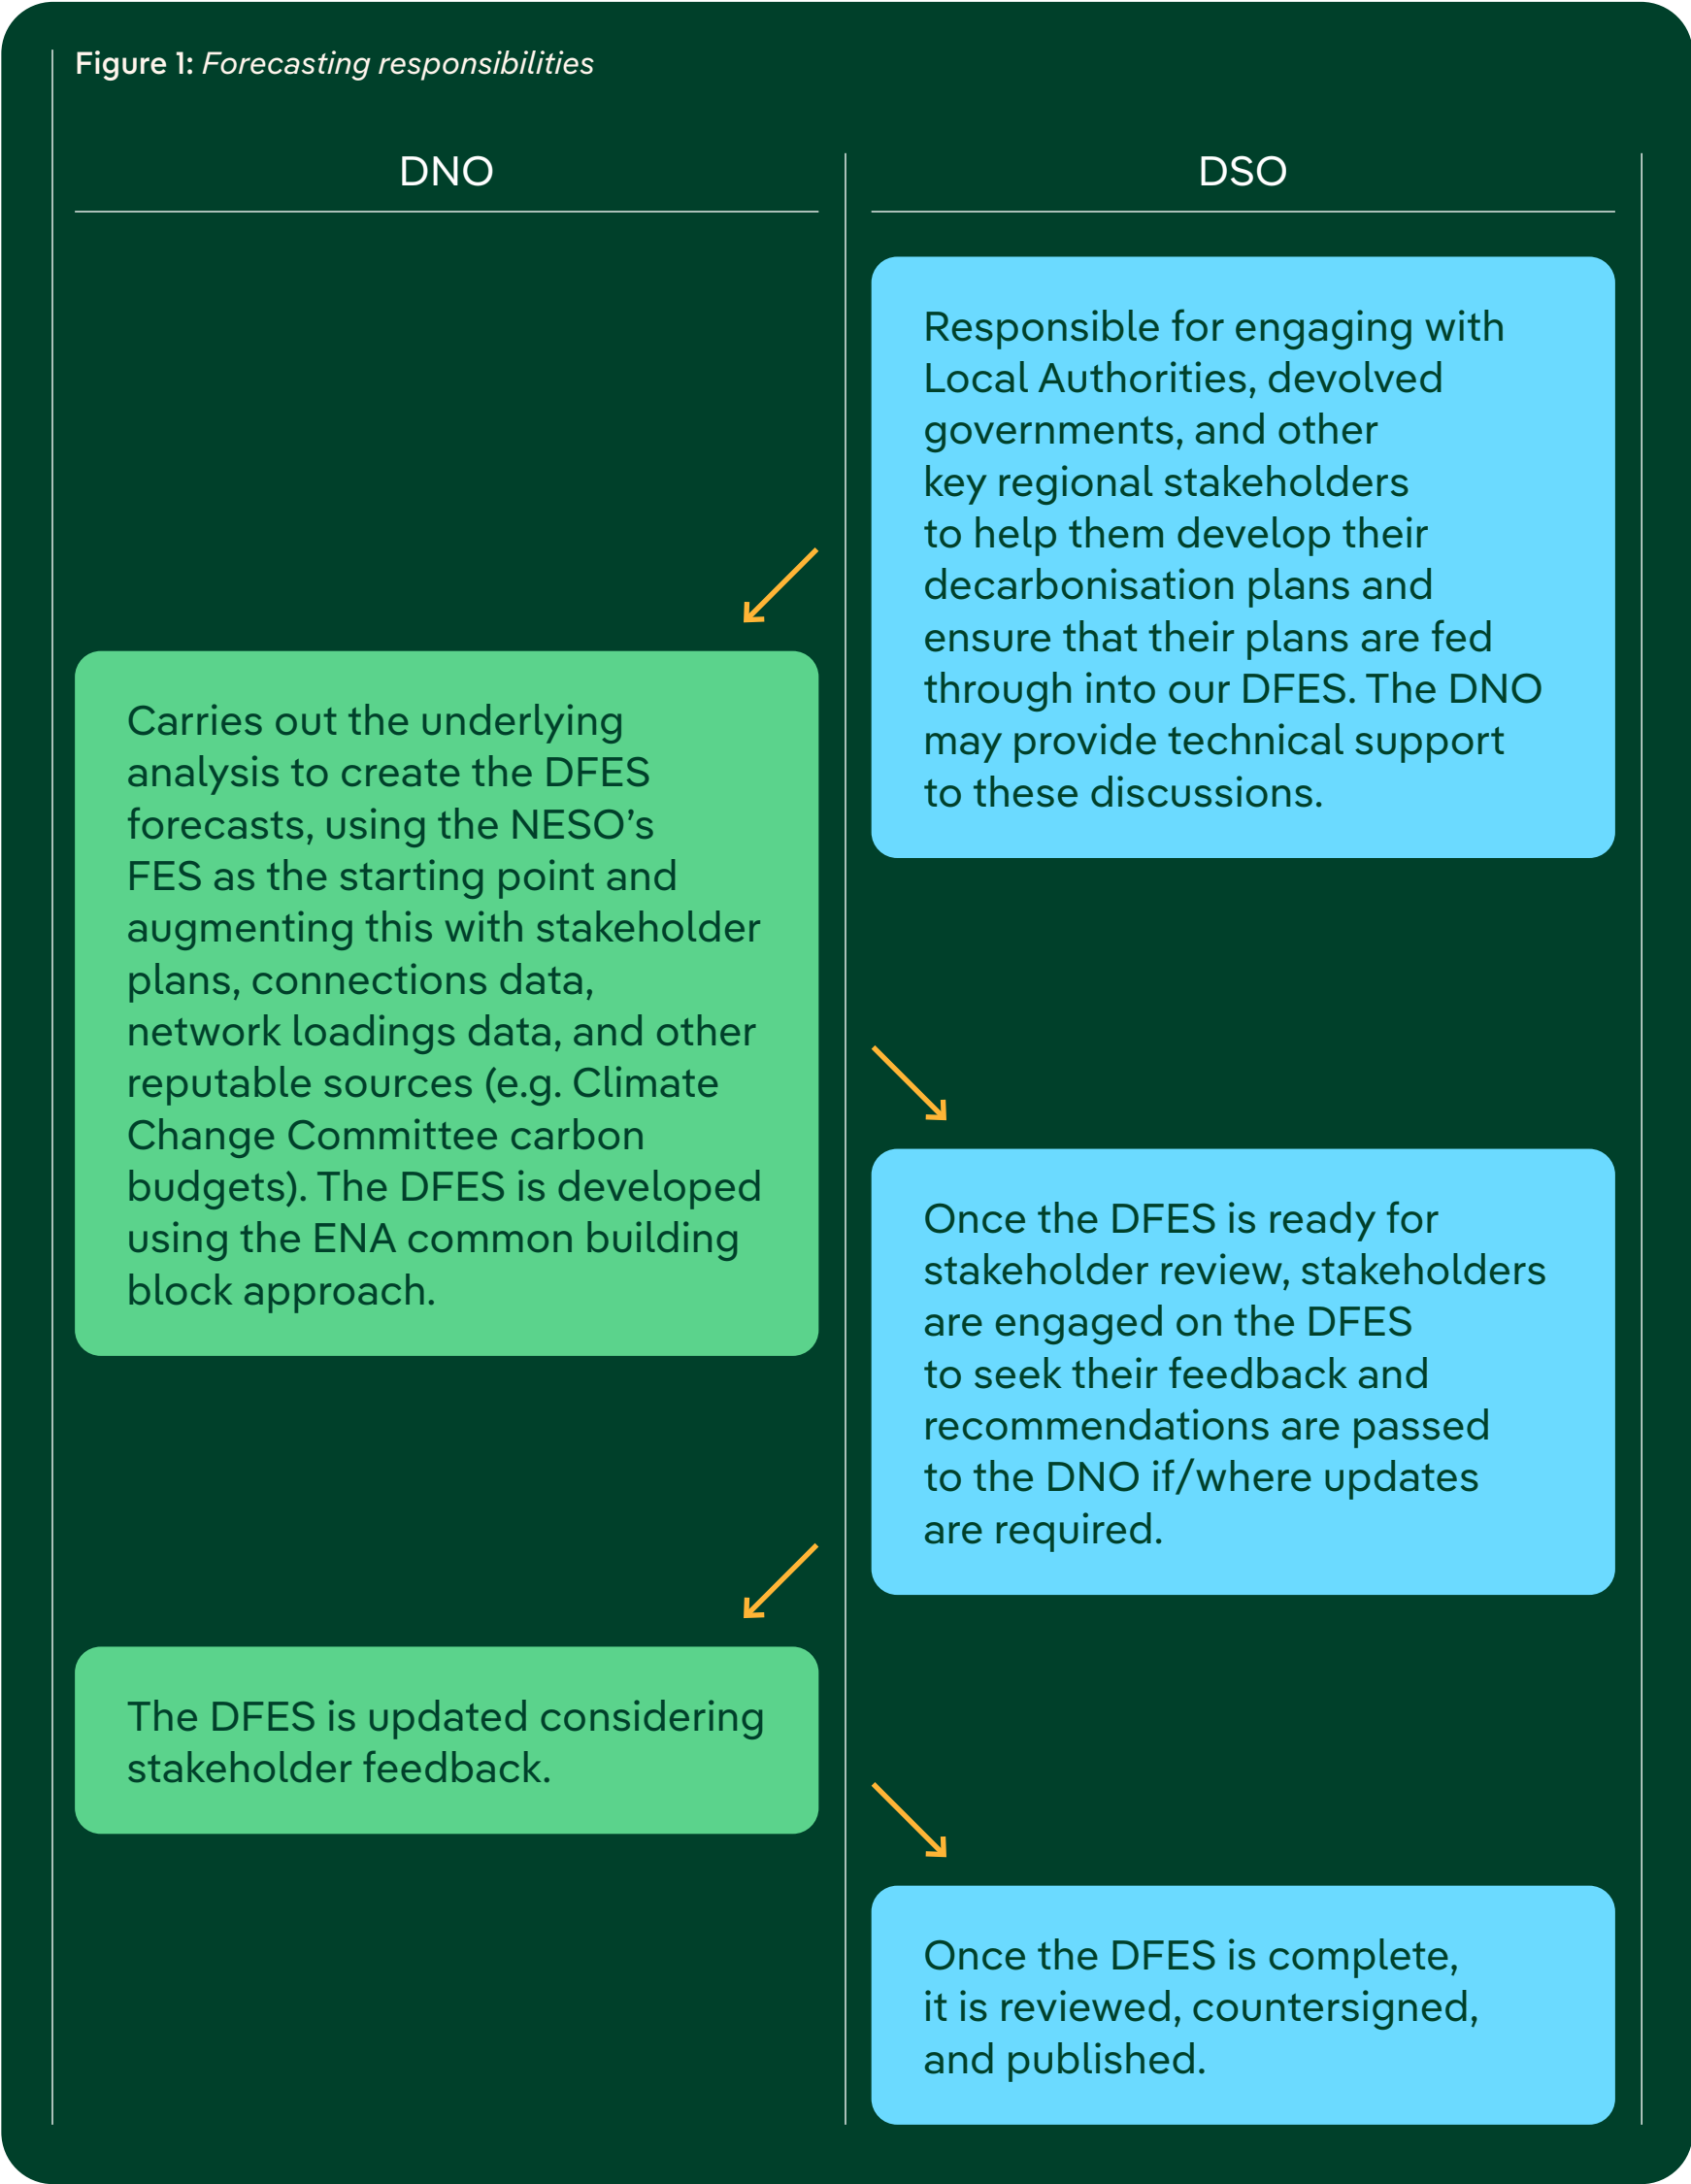 Figure 1: Forecasting responsibilities
DNO
DSO
Responsible for engaging with
Local Authorities, devolved
governments, and other
key regional stakeholders
to help them develop their
decarbonisation plans and
ensure that their plans are fed
through into our DFES. The DNO
may provide technical support
to these discussions.
Carries out the underlying
analysis to create the DFES
forecasts, using the NESO’s
FES as the starting point and
augmenting this with stakeholder
plans, connections data,
network loadings data, and other
reputable sources (e.g. Climate
Change Committee carbon
budgets). The DFES is developed
using the ENA common building
block approach.
Once the DFES is ready for
stakeholder review, stakeholders
are engaged on the DFES
to seek their feedback and
recommendations are passed
to the DNO if/where updates
are required.
The DFES is updated considering
stakeholder feedback.
Once the DFES is complete,
it is reviewed, countersigned,
and published.